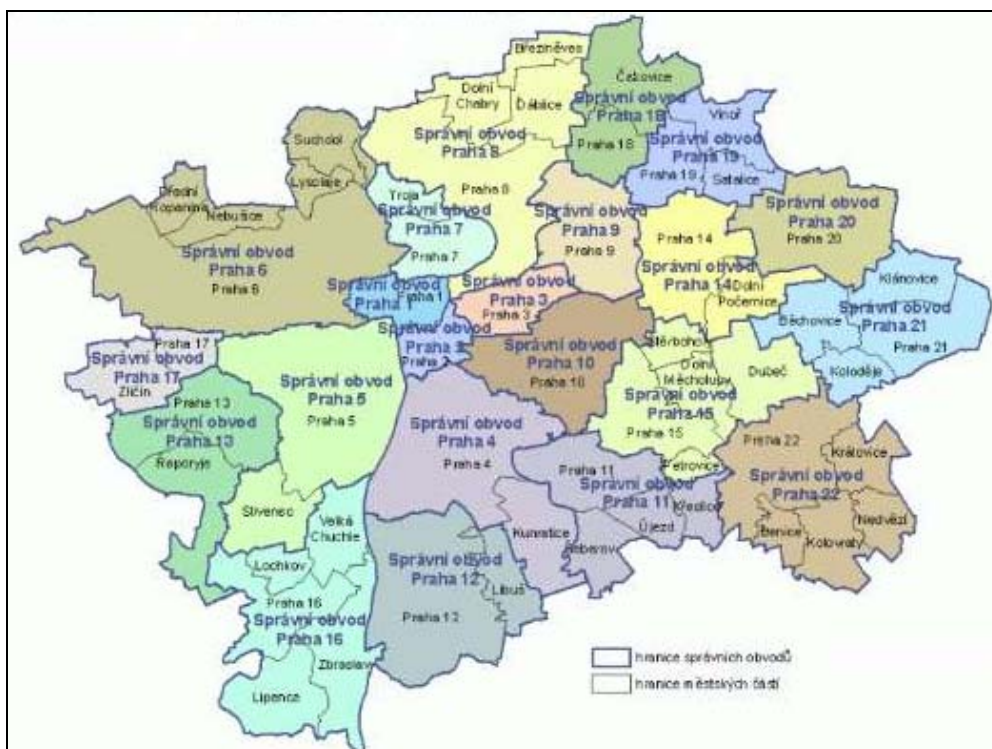 Březiněves
Čakovice
Dolní
Chabry
Ďáblice
Správní obvod
Praha 18
Praha 18
Vinoř
Správní obvod
Praha 19
Praha 19
Satalice
Suchdol
Lysolaje
Správní obvod
Praha 8
Praha 8
Přední
Kopanina
Nebušice
Troja
Správní obvod
Praha 7
Praha 7
Správní obvod
Praha 9
Praha 9
Praha 14
Správní obvod
Praha 14
Dolní
Počernice
Správní obvod
Praha 20
Praha 20
Správní obvod
Praha 6
Praha 6
Správní obvod
Praha 1
Praha 1
Správní obvod
Praha 3
Praha 3
Klánovice
Běchovice
Správní obvod
Praha 21
Praha 21
Koloděje
Praha 17
Správní obvod
Praha 17
Zličín
Správní obvod
Praha 2
Praha 2
Správní obvod
Praha 10
Praha 10
Štěrboholy
Dolní
Měcholupy
Dubeč
Správní obvod
Praha 15
Praha 15
Petrovice
Praha 13
Správní obvod
Praha 13
Řeporyje
Správní obvod
Praha 5
Praha 5
Správní obvod
Praha 4
Praha 4
Praha 11
Správní obvod
Praha 11
Křeslice
Újezd
Šeberov
Kunratice
Praha 22
Správní obvod
Praha 22
Královice
Nedvězí
Benice
Kolovraty
Slivenec
Velká
Chuchle
Lochkov
Praha 16
Správní obvod
Praha 16
Zbraslav
Lipence
Správní obvod
Praha 12
Praha 12
Libuš
hranice správních obvodů
hranice městských částí